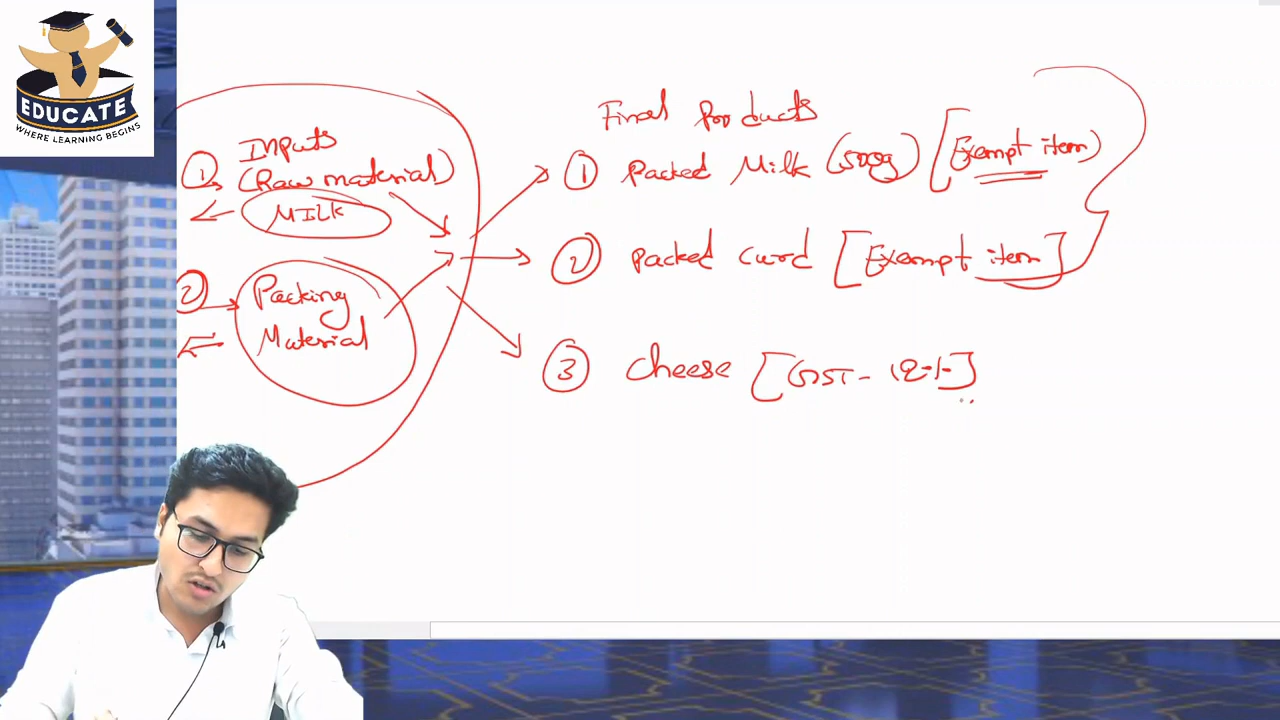 EDUCATE
WHERE LEARNING BEGINS
Inputs
① (Raw material)
MILK
② Packing
Material
Final Products
① Packed Milk (500g) [Exempt item]
② Packed curd [Exempt item]
③ Cheese [GST - 12%]